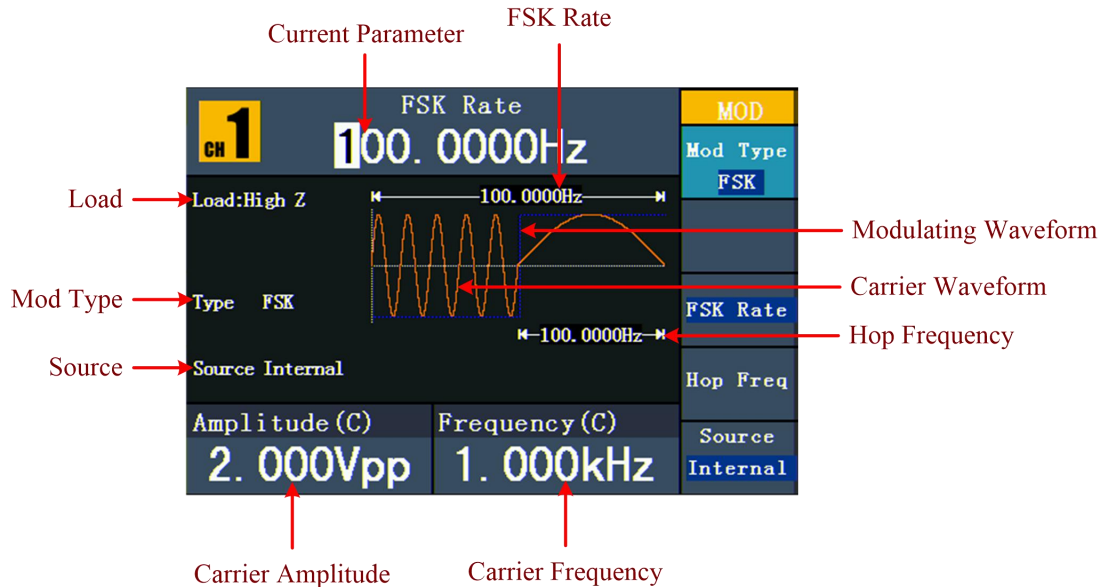 FSK Rate
Current Parameter
CH 1
FSK Rate
100.0000Hz
MOD
Mod Type
FSK
Load
Load:High Z
100.0000Hz
Modulating Waveform
Carrier Waveform
Mod Type
Type FSK
FSK Rate
100.0000Hz
Hop Frequency
Source
Source Internal
Hop Freq
Amplitude(C)
Frequency(C)
Source
2.000Vpp
1.000kHz
Internal
Carrier Amplitude
Carrier Frequency